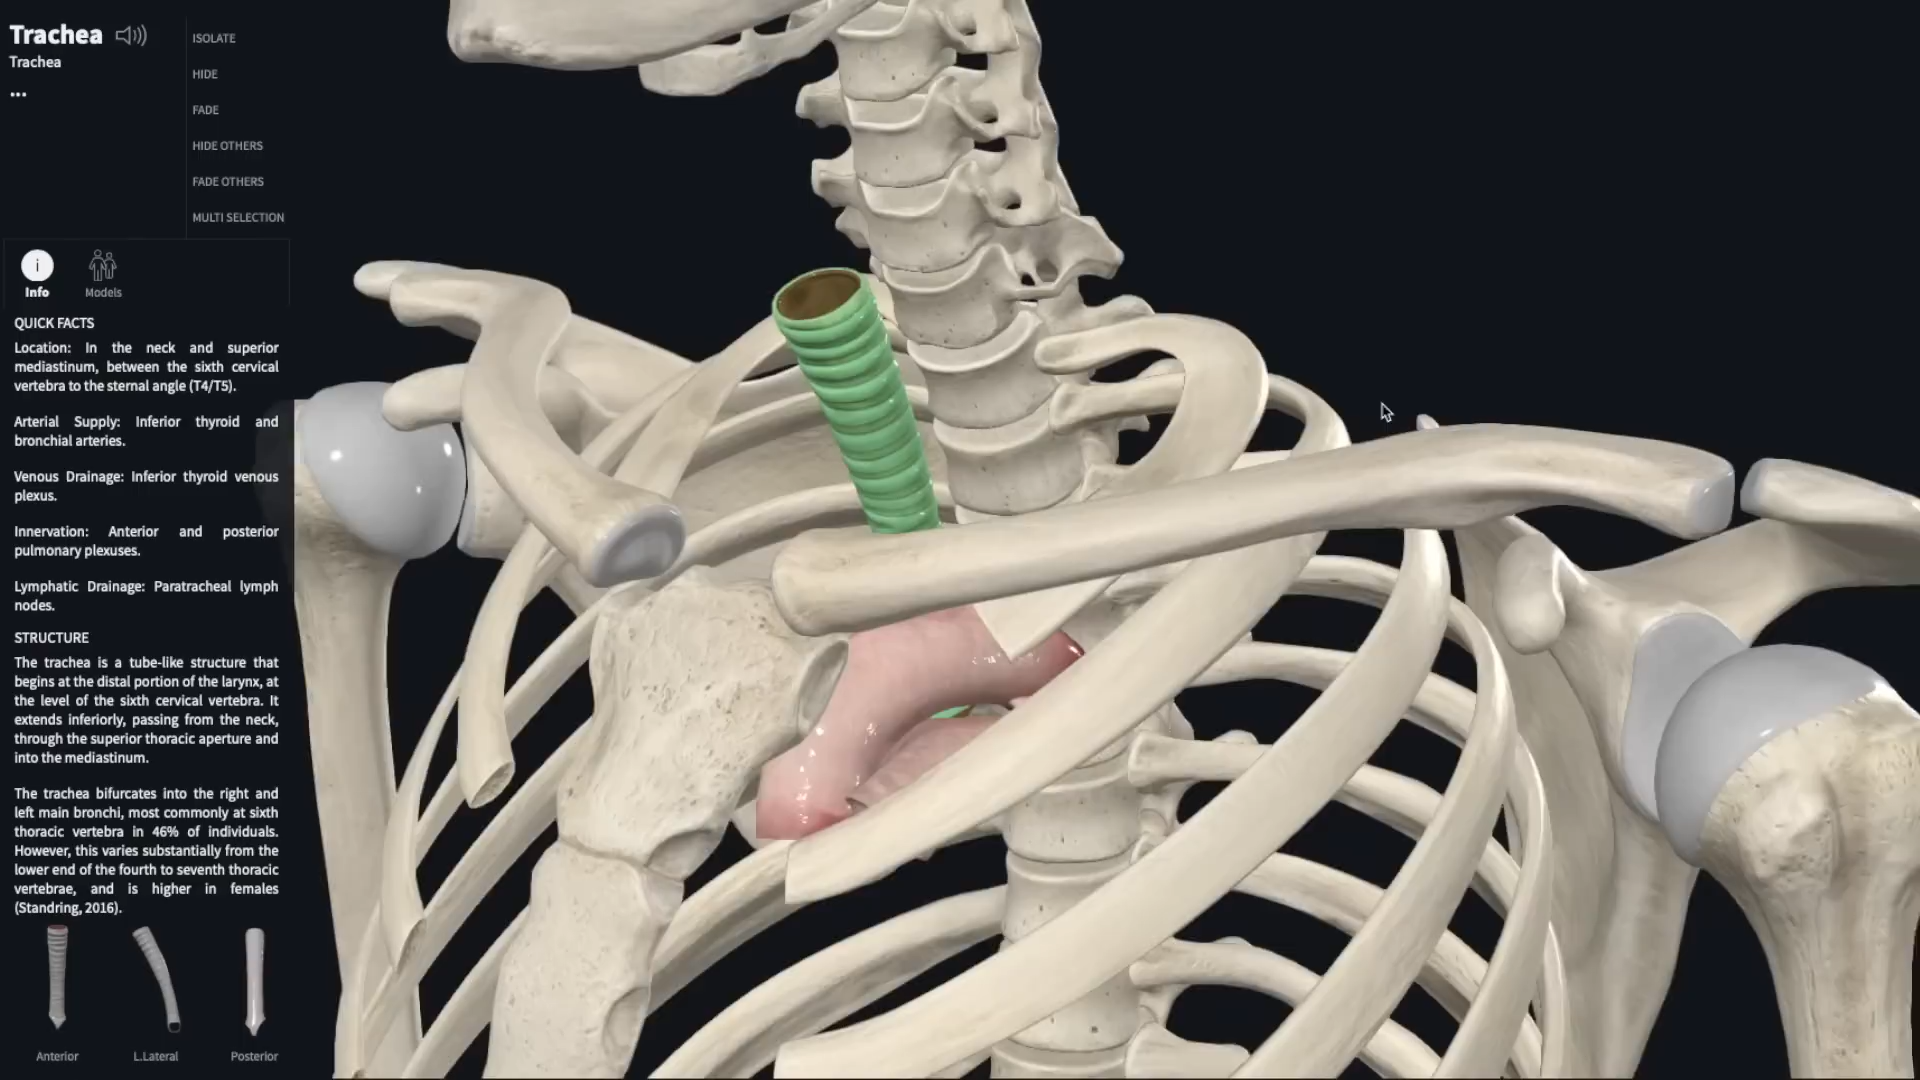 Trachea
Trachea
...
ISOLATE
HIDE
FADE
HIDE OTHERS
FADE OTHERS
MULTI SELECTION
i
Info
Models
QUICK FACTS
Location: In the neck and superior
mediastinum, between the sixth cervical
vertebra to the sternal angle (T4/T5).
Arterial Supply: Inferior thyroid and
bronchial arteries.
Venous Drainage: Inferior thyroid venous
plexus.
Innervation: Anterior and posterior
pulmonary plexuses.
Lymphatic Drainage: Paratracheal lymph
nodes.
STRUCTURE
The trachea is a tube-like structure that
begins at the distal portion of the larynx, at
the level of the sixth cervical vertebra. It
extends inferiorly, passing from the neck,
through the superior thoracic aperture and
into the mediastinum.
The trachea bifurcates into the right and
left main bronchi, most commonly at sixth
thoracic vertebra in 46% of individuals.
However, this varies substantially from the
lower end of the fourth to seventh thoracic
vertebrae, and is higher in females
(Standring, 2016).
Anterior
L.Lateral
Posterior